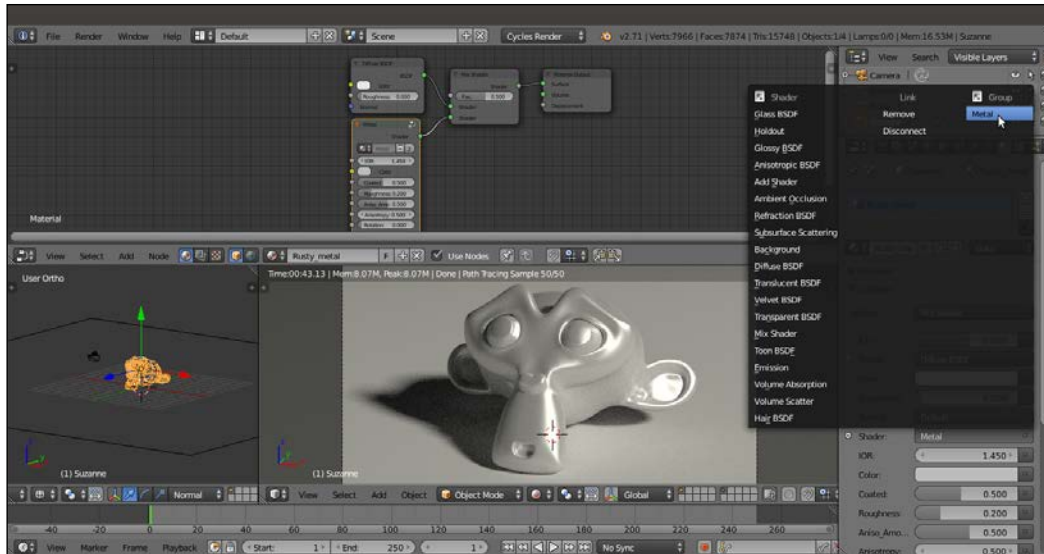 File Render Window Help Default Scene Cycles Render v2.71 | Verts:7966 | Faces:7874 | Tris:15748 | Objects:1/4 | Lamps:0/0 | Mem:16.53M | Suzanne
View Search Visible Layers
Camera
Diffuse BSDF
BSDF
Color
Roughness 0.000
Normal
Mix Shader
Shader
Fac: 0.500
Shader
Shader
Material Output
Surface
Volume
Displacement
Metal
Shader
IOR 1.450
Color
Coated 0.500
Roughness 0.200
Aniso_Amo 0.500
Anisotropy 0.500
Rotation 0.000
Material
Shader Link Group
Glass BSDF Remove Metal
Holdout Disconnect
Glossy BSDF
Anisotropic BSDF
Add Shader
Ambient Occlusion
Refraction BSDF
Subsurface Scattering
Background
Diffuse BSDF
Translucent BSDF
Velvet BSDF
Transparent BSDF
Mix Shader
Toon BSDF
Emission
Volume Absorption
Volume Scatter
Hair BSDF
View Select Add Node Rusty_metal F Use Nodes
User Ortho
Time:00:43.13 | Mem:8.07M, Peak:8.07M | Done | Path Tracing Sample 50/50
(1) Suzanne
(1) Suzanne
Shader: Metal
IOR: 1.450
Color:
Coated: 0.500
Roughness: 0.200
Aniso_Amo... 0.500
Anisotropy: 0.500
Normal View Select Add Object Object Mode Global
-40 -20 0 20 40 60 80 100 120 140 160 180 200 220 240 260
View Marker Frame Playback Start: 1 End: 250 1 No Sync